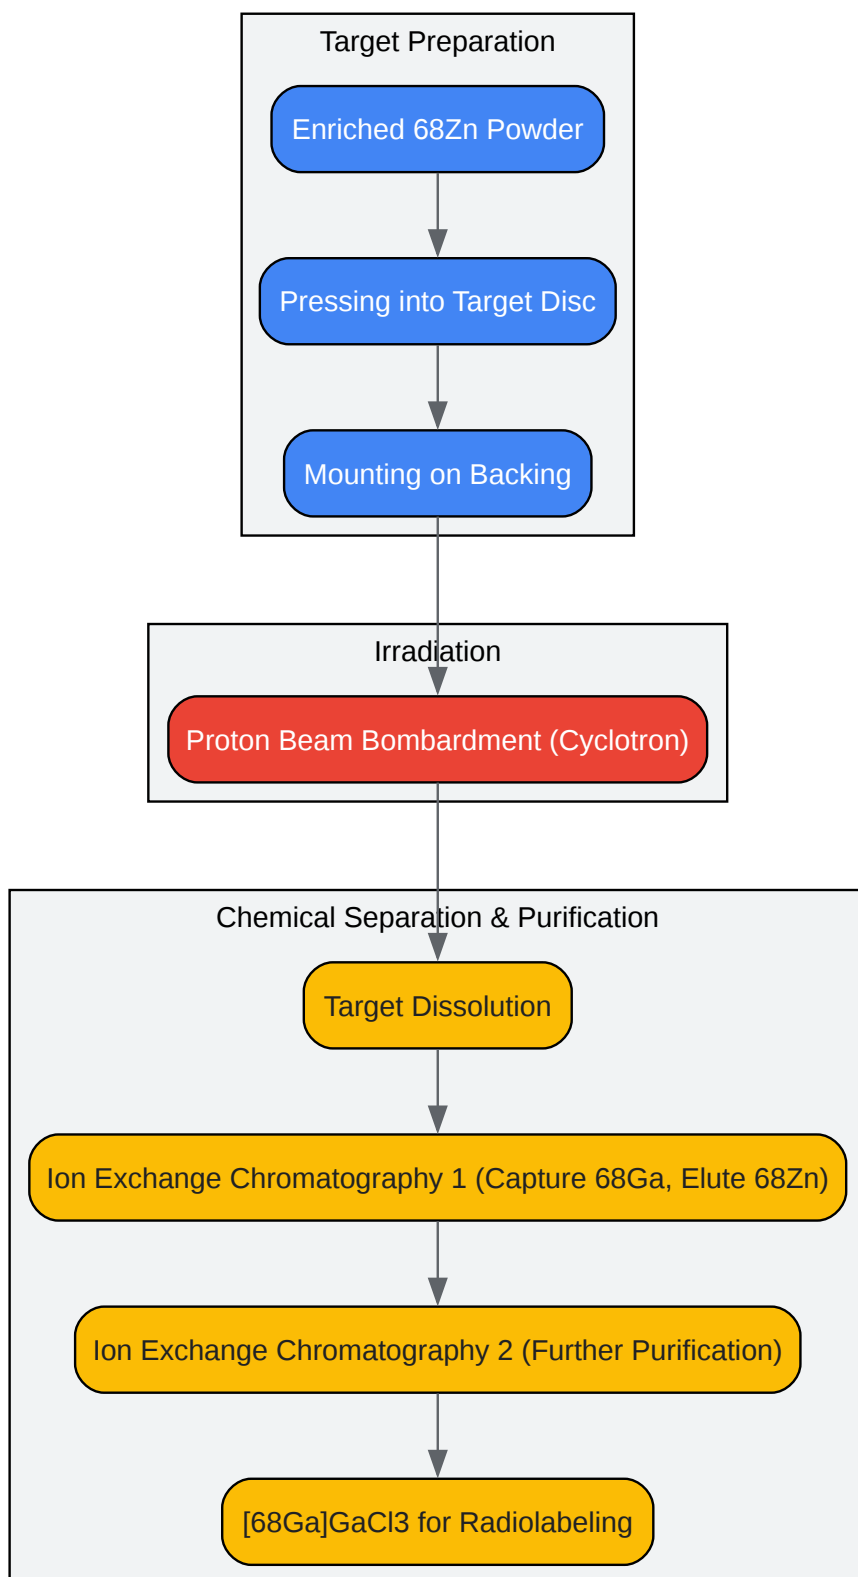 Target Preparation
Enriched 68Zn Powder
Pressing into Target Disc
Mounting on Backing
Irradiation
Proton Beam Bombardment (Cyclotron)
Chemical Separation & Purification
Target Dissolution
Ion Exchange Chromatography 1 (Capture 68Ga, Elute 68Zn)
Ion Exchange Chromatography 2 (Further Purification)
[68Ga]GaCl3 for Radiolabeling